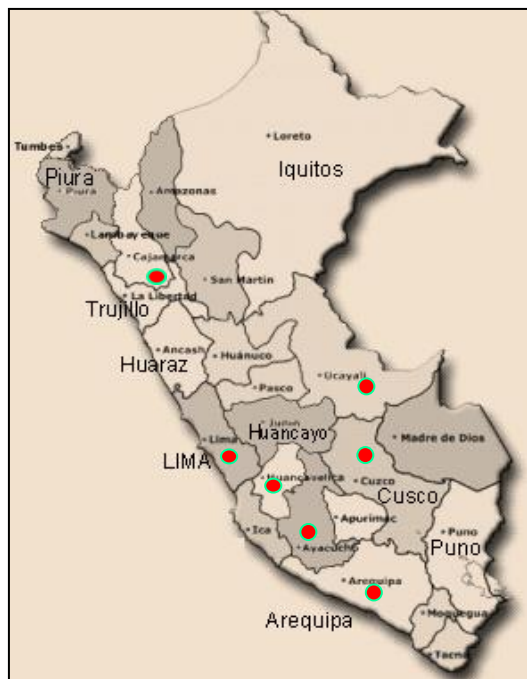 Loreto
Tumbes
Iquitos
Piura
Piura
Amazonas
Lambayeque
Cajamarca
San Martin
La Libertad
Trujillo
Ancash
Huánuco
Huaraz
Ucayali
Pasco
Junin
Huancayo
Lima
Madre de Dios
LIMA
Huancavelica
Cuzco
Cusco
Apurimac
Ica
Puno
Puno
Ayacucho
Arequipa
Moquegua
Arequipa
Tacna